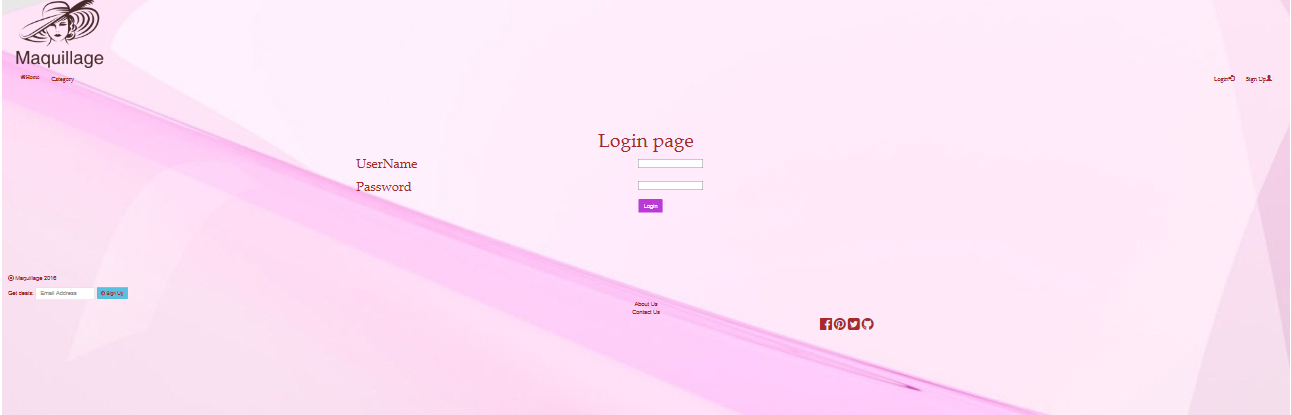 Maquillage
Home Category Login Sign Up
Login page
UserName
Password
Login
Maquillage 2016
Get deals: Email Address Sign Up
About Us
Contact Us